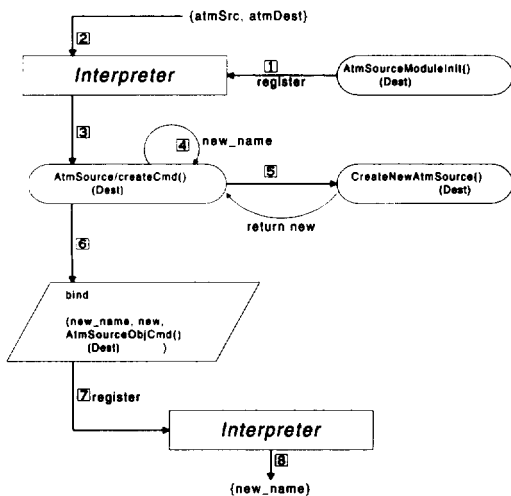 {atmSrc, atmDest}
2
Interpreter
1
register
AtmSourceModuleInit()
(Dest)
3
4
new_name
AtmSource/createCmd()
(Dest)
5
CreateNewAtmSource()
(Dest)
return new
6
bind
(new_name, new,
AtmSourceObjCmd()
(Dest) )
7 register
Interpreter
8
{new_name}